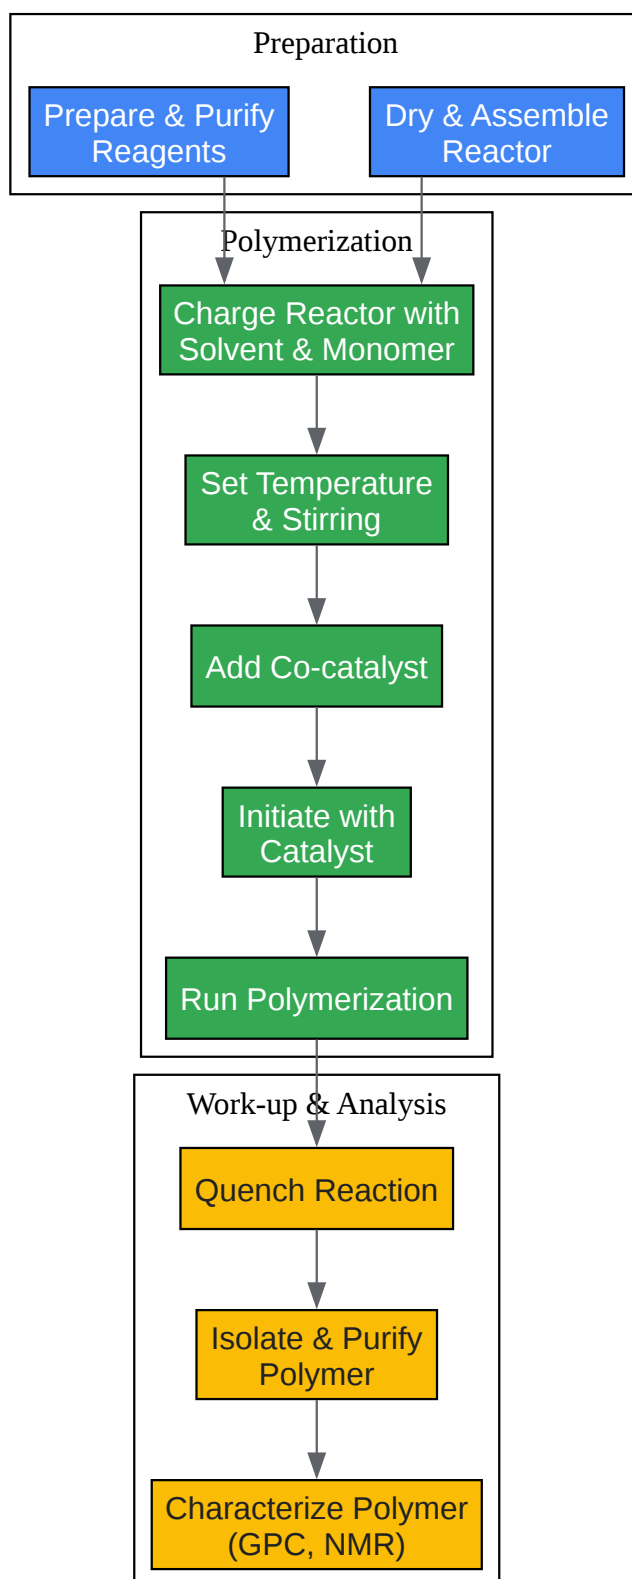 Preparation
Prepare & Purify
Reagents
Dry & Assemble
Reactor
Polymerization
Charge Reactor with
Solvent & Monomer
Set Temperature
& Stirring
Add Co-catalyst
Initiate with
Catalyst
Run Polymerization
Work-up & Analysis
Quench Reaction
Isolate & Purify
Polymer
Characterize Polymer
(GPC, NMR)